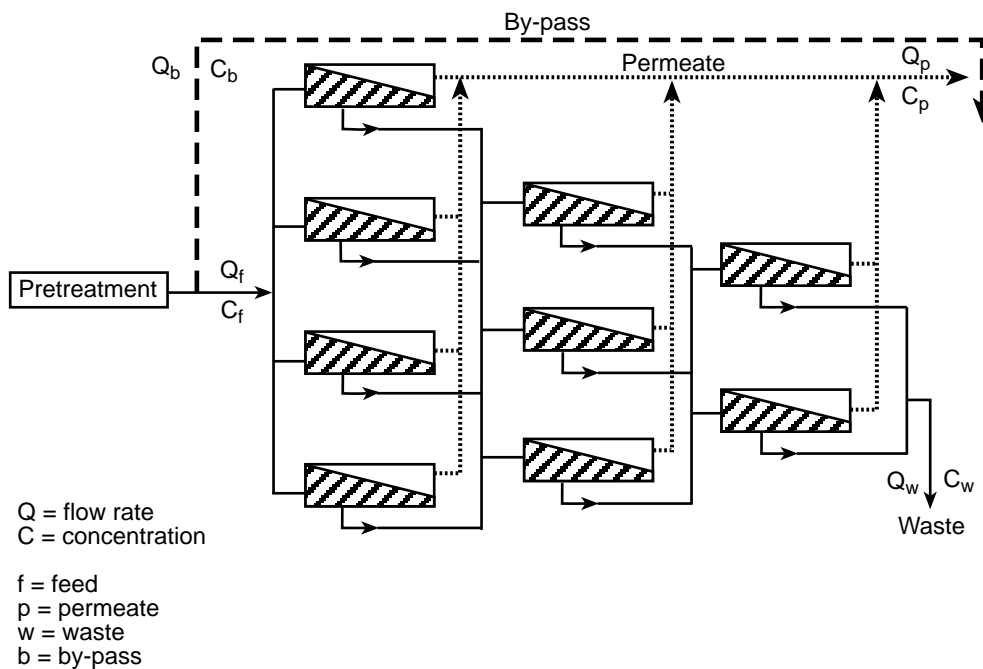 By-pass
Q_b
C_b
Permeate
Q_p
C_p
Pretreatment
Q_f
C_f
Q_w
C_w
Waste
Q = flow rate
C = concentration
f = feed
p = permeate
w = waste
b = by-pass